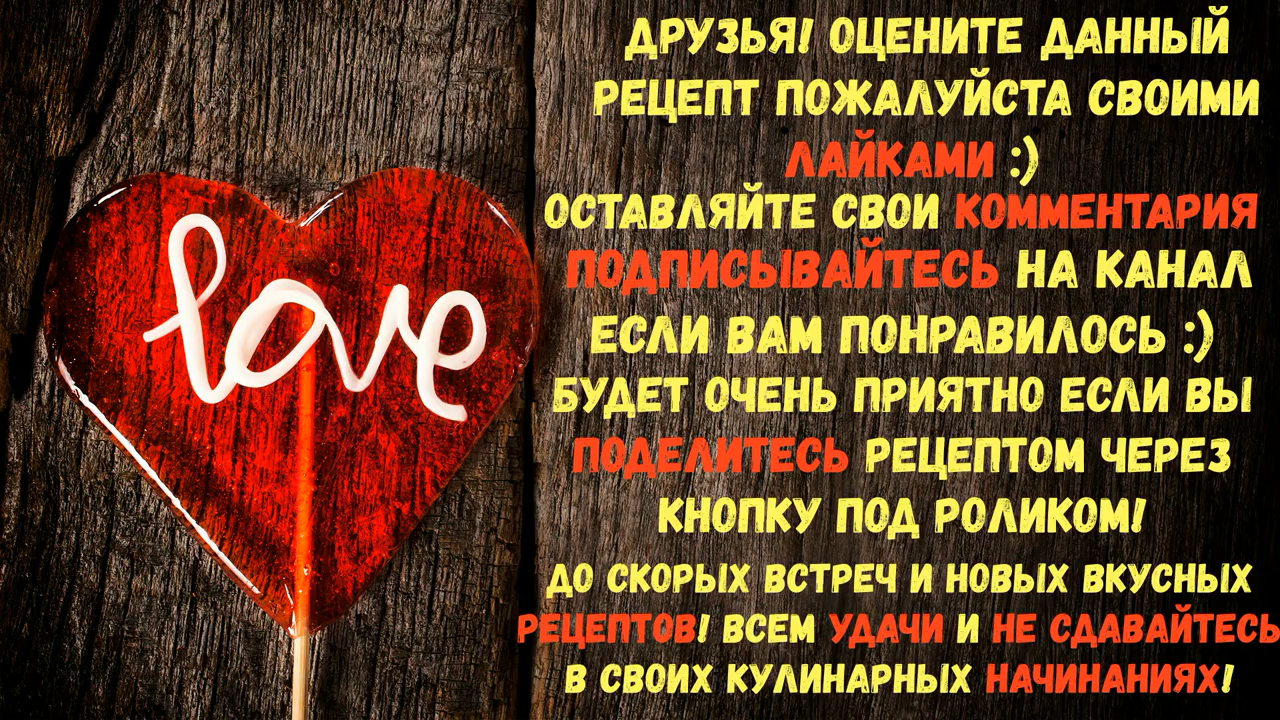 love
ДРУЗЬЯ! ОЦЕНИТЕ ДАННЫЙ
РЕЦЕПТ ПОЖАЛУЙСТА СВОИМИ
ЛАЙКАМИ :)
ОСТАВЛЯЙТЕ СВОИ КОММЕНТАРИЯ
ПОДПИСЫВАЙТЕСЬ НА КАНАЛ
ЕСЛИ ВАМ ПОНРАВИЛОСЬ :)
БУДЕТ ОЧЕНЬ ПРИЯТНО ЕСЛИ ВЫ
ПОДЕЛИТЕСЬ РЕЦЕПТОМ ЧЕРЕЗ
КНОПКУ ПОД РОЛИКОМ!
ДО СКОРЫХ ВСТРЕЧ И НОВЫХ ВКУСНЫХ
РЕЦЕПТОВ! ВСЕМ УДАЧИ И НЕ СДАВАЙТЕСЬ
В СВОИХ КУЛИНАРНЫХ НАЧИНАНИЯХ!